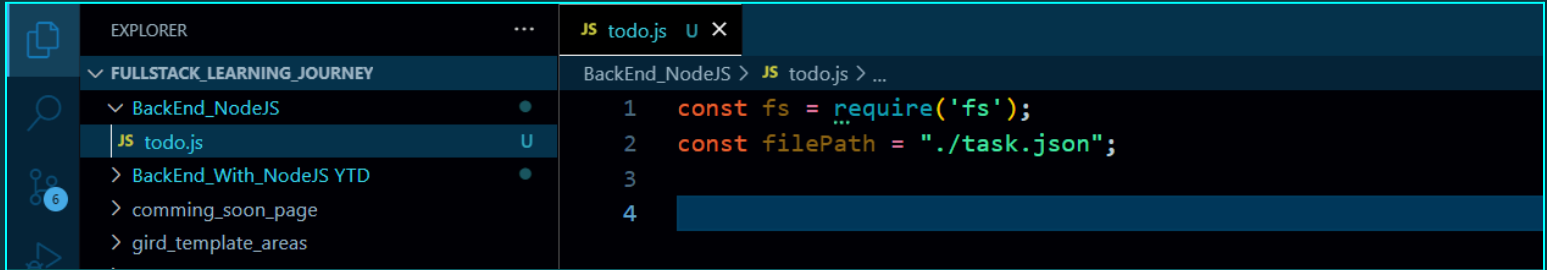 EXPLORER ...
FULLSTACK_LEARNING_JOURNEY
BackEnd_NodeJS
JS todo.js U
BackEnd_With_NodeJS YTD
comming_soon_page
gird_template_areas
6
JS todo.js U
BackEnd_NodeJS > JS todo.js > ...
1 const fs = require('fs');
2 const filePath = "./task.json";
3
4